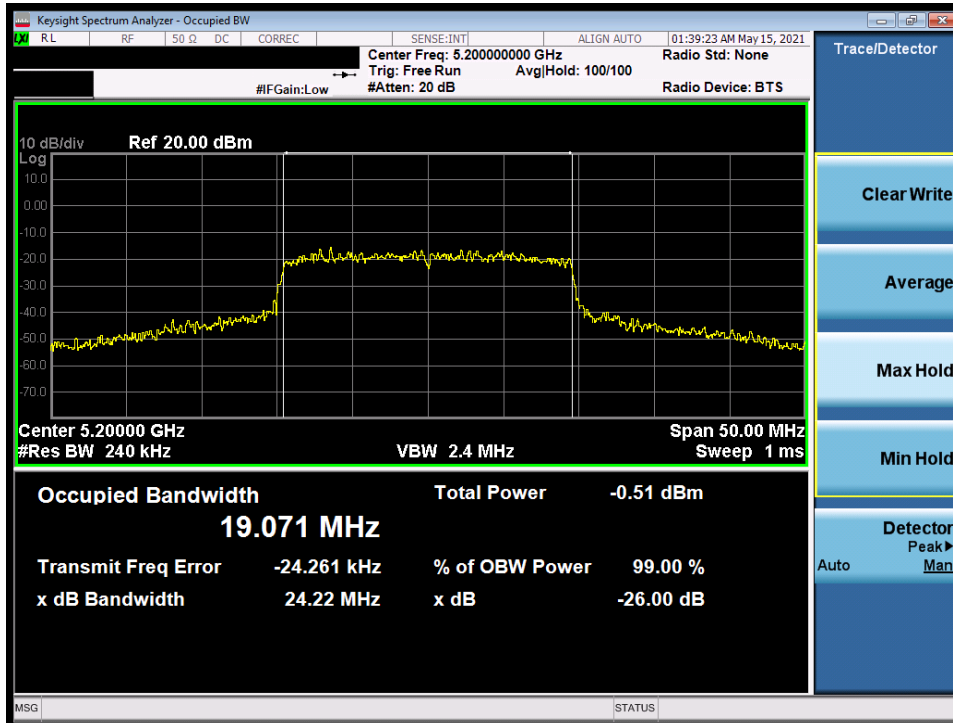 Keysight Spectrum Analyzer - Occupied BW
LXI RL RF 50 Ω DC CORREC SENSE:INT ALIGN AUTO 01:39:23 AM May 15, 2021
Center Freq: 5.200000000 GHz Radio Std: None
Trig: Free Run Avg|Hold: 100/100
#IFGain:Low #Atten: 20 dB Radio Device: BTS
10 dB/div Ref 20.00 dBm
Log
10.0
0.00
-10.0
-20.0
-30.0
-40.0
-50.0
-60.0
-70.0
Center 5.20000 GHz Span 50.00 MHz
#Res BW 240 kHz VBW 2.4 MHz Sweep 1 ms
Occupied Bandwidth Total Power -0.51 dBm
19.071 MHz
Transmit Freq Error -24.261 kHz % of OBW Power 99.00 %
x dB Bandwidth 24.22 MHz x dB -26.00 dB
MSG STATUS
Trace/Detector
Clear Write
Average
Max Hold
Min Hold
Detector
Peak
Auto Man